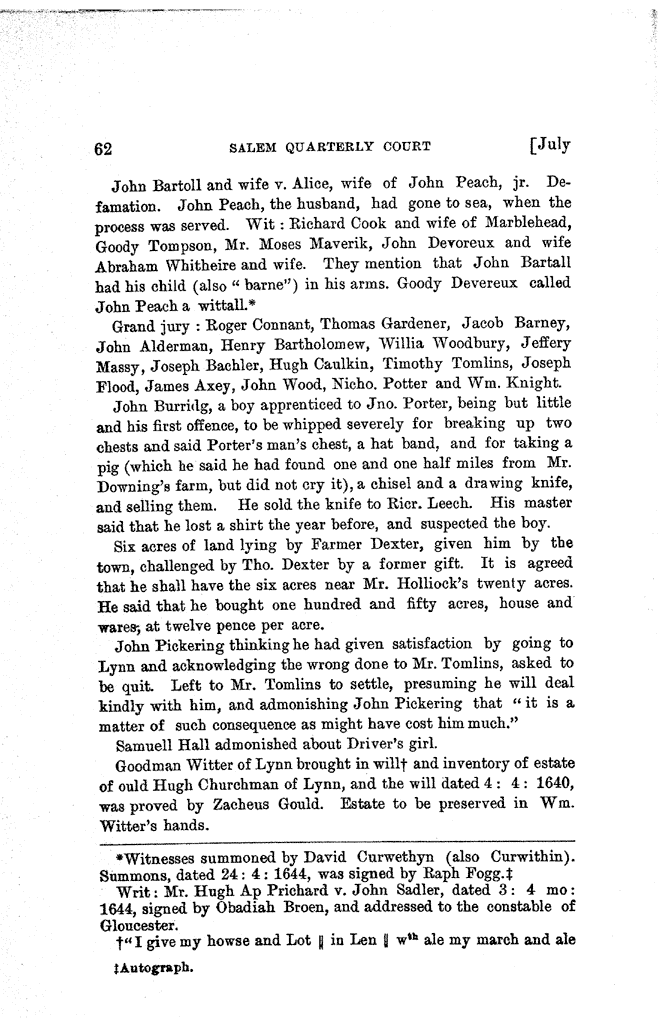 62 SALEM QUARTERLY COURT [July
John Bartoll and wife v. Alice, wife of John Peach, jr. De-
famation. John Peach, the husband, had gone to sea, when the
process was served. Wit : Richard Cook and wife of Marblehead,
Goody Tompson, Mr. Moses Maverik, John Devoreux and wife
Abraham Whitheire and wife. They mention that John Bartall
had his child (also “ barne”) in his arms. Goody Devereux called
John Peach a wittall.*
Grand jury : Roger Connant, Thomas Gardener, Jacob Barney,
John Alderman, Henry Bartholomew, Willia Woodbury, Jeffery
Massy, Joseph Bachler, Hugh Caulkin, Timothy Tomlins, Joseph
Flood, James Axey, John Wood, Nicho. Potter and Wm. Knight.
John Burridg, a boy apprenticed to Jno. Porter, being but little
and his first offence, to be whipped severely for breaking up two
chests and said Porter's man's chest, a hat band, and for taking a
pig (which he said he had found one and one half miles from Mr.
Downing's farm, but did not cry it), a chisel and a drawing knife,
and selling them. He sold the knife to Ricr. Leech. His master
said that he lost a shirt the year before, and suspected the boy.
Six acres of land lying by Farmer Dexter, given him by the
town, challenged by Tho. Dexter by a former gift. It is agreed
that he shall have the six acres near Mr. Holliock's twenty acres.
He said that he bought one hundred and fifty acres, house and
wares, at twelve pence per acre.
John Pickering thinking he had given satisfaction by going to
Lynn and acknowledging the wrong done to Mr. Tomlins, asked to
be quit. Left to Mr. Tomlins to settle, presuming he will deal
kindly with him, and admonishing John Pickering that “ it is a
matter of such consequence as might have cost him much.”
Samuell Hall admonished about Driver's girl.
Goodman Witter of Lynn brought in will† and inventory of estate
of ould Hugh Churchman of Lynn, and the will dated 4 : 4 : 1640,
was proved by Zacheus Gould. Estate to be preserved in Wm.
Witter's hands.
*Witnesses summoned by David Curwethyn (also Curwithin).
Summons, dated 24 : 4 : 1644, was signed by Raph Fogg.‡
Writ : Mr. Hugh Ap Prichard v. John Sadler, dated 3 : 4 mo :
1644, signed by Obadiah Broen, and addressed to the constable of
Gloucester.
†“I give my howse and Lot ‖ in Len ‖ wth ale my march and ale
‡Autograph.